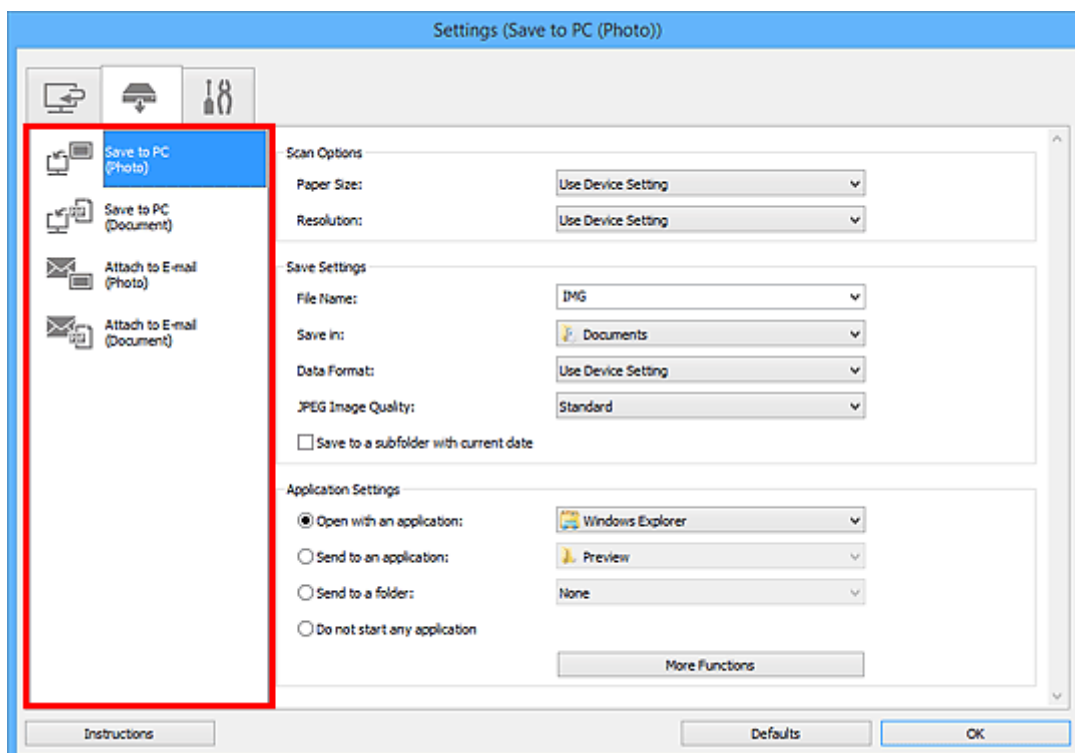 Settings (Save to PC (Photo))
Save to PC
(Photo)
Save to PC
(Document)
Attach to E-mail
(Photo)
Attach to E-mail
(Document)
Scan Options
Paper Size: Use Device Setting
Resolution: Use Device Setting
Save Settings
File Name: IMG
Save in: Documents
Data Format: Use Device Setting
JPEG Image Quality: Standard
Save to a subfolder with current date
Application Settings
Open with an application: Windows Explorer
Send to an application: Preview
Send to a folder: None
Do not start any application
More Functions
Instructions Defaults OK